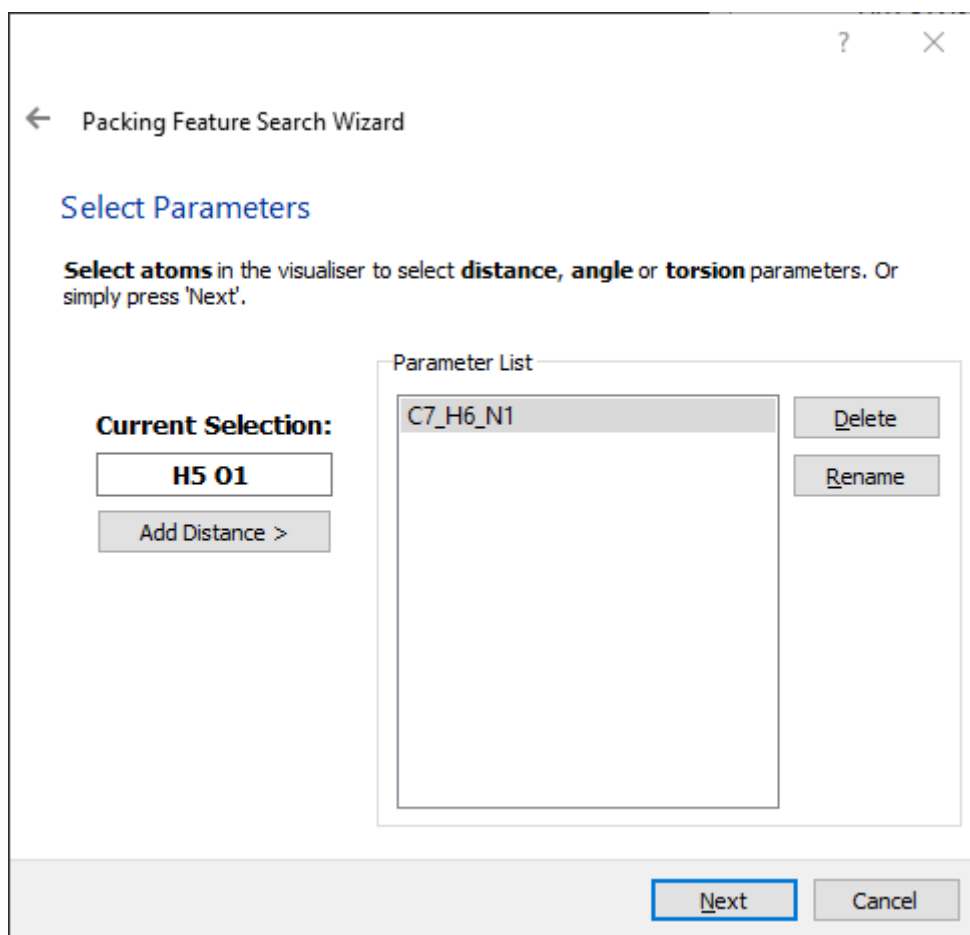 ?
Packing Feature Search Wizard
Select Parameters
Select atoms in the visualiser to select distance, angle or torsion parameters. Or
simply press 'Next'.
Parameter List
Current Selection:
H5 O1
Add Distance >
C7_H6_N1
Delete
Rename
Next
Cancel